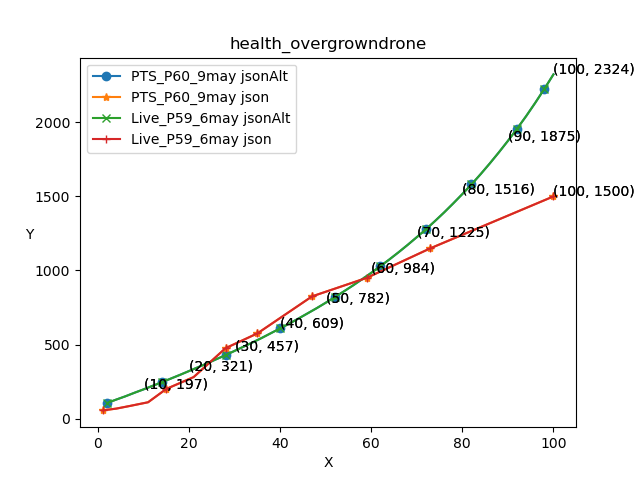 health_overgrowndrone
PTS_P60_9may jsonAlt
PTS_P60_9may json
Live_P59_6may jsonAlt
Live_P59_6may json
(100, 2324)
(90, 1875)
(80, 1516)
(100, 1500)
(70, 1225)
(60, 984)
(50, 782)
(40, 609)
(30, 457)
(20, 321)
(10, 197)
Y
2000
1500
1000
500
0
0 20 40 60 80 100
X